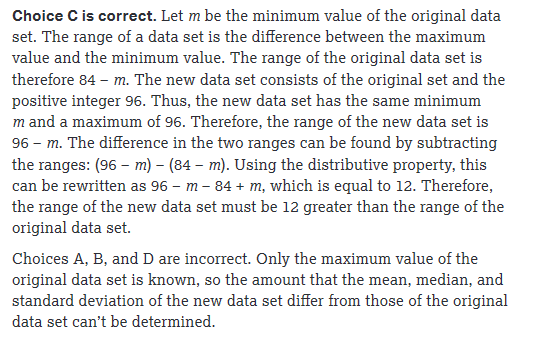 Choice C is correct. Let m be the minimum value of the original data
set. The range of a data set is the difference between the maximum
value and the minimum value. The range of the original data set is
therefore 84 – m. The new data set consists of the original set and the
positive integer 96. Thus, the new data set has the same minimum
m and a maximum of 96. Therefore, the range of the new data set is
96 – m. The difference in the two ranges can be found by subtracting
the ranges: (96 – m) – (84 – m). Using the distributive property, this
can be rewritten as 96 – m – 84 + m, which is equal to 12. Therefore,
the range of the new data set must be 12 greater than the range of the
original data set.
Choices A, B, and D are incorrect. Only the maximum value of the
original data set is known, so the amount that the mean, median, and
standard deviation of the new data set differ from those of the original
data set can’t be determined.